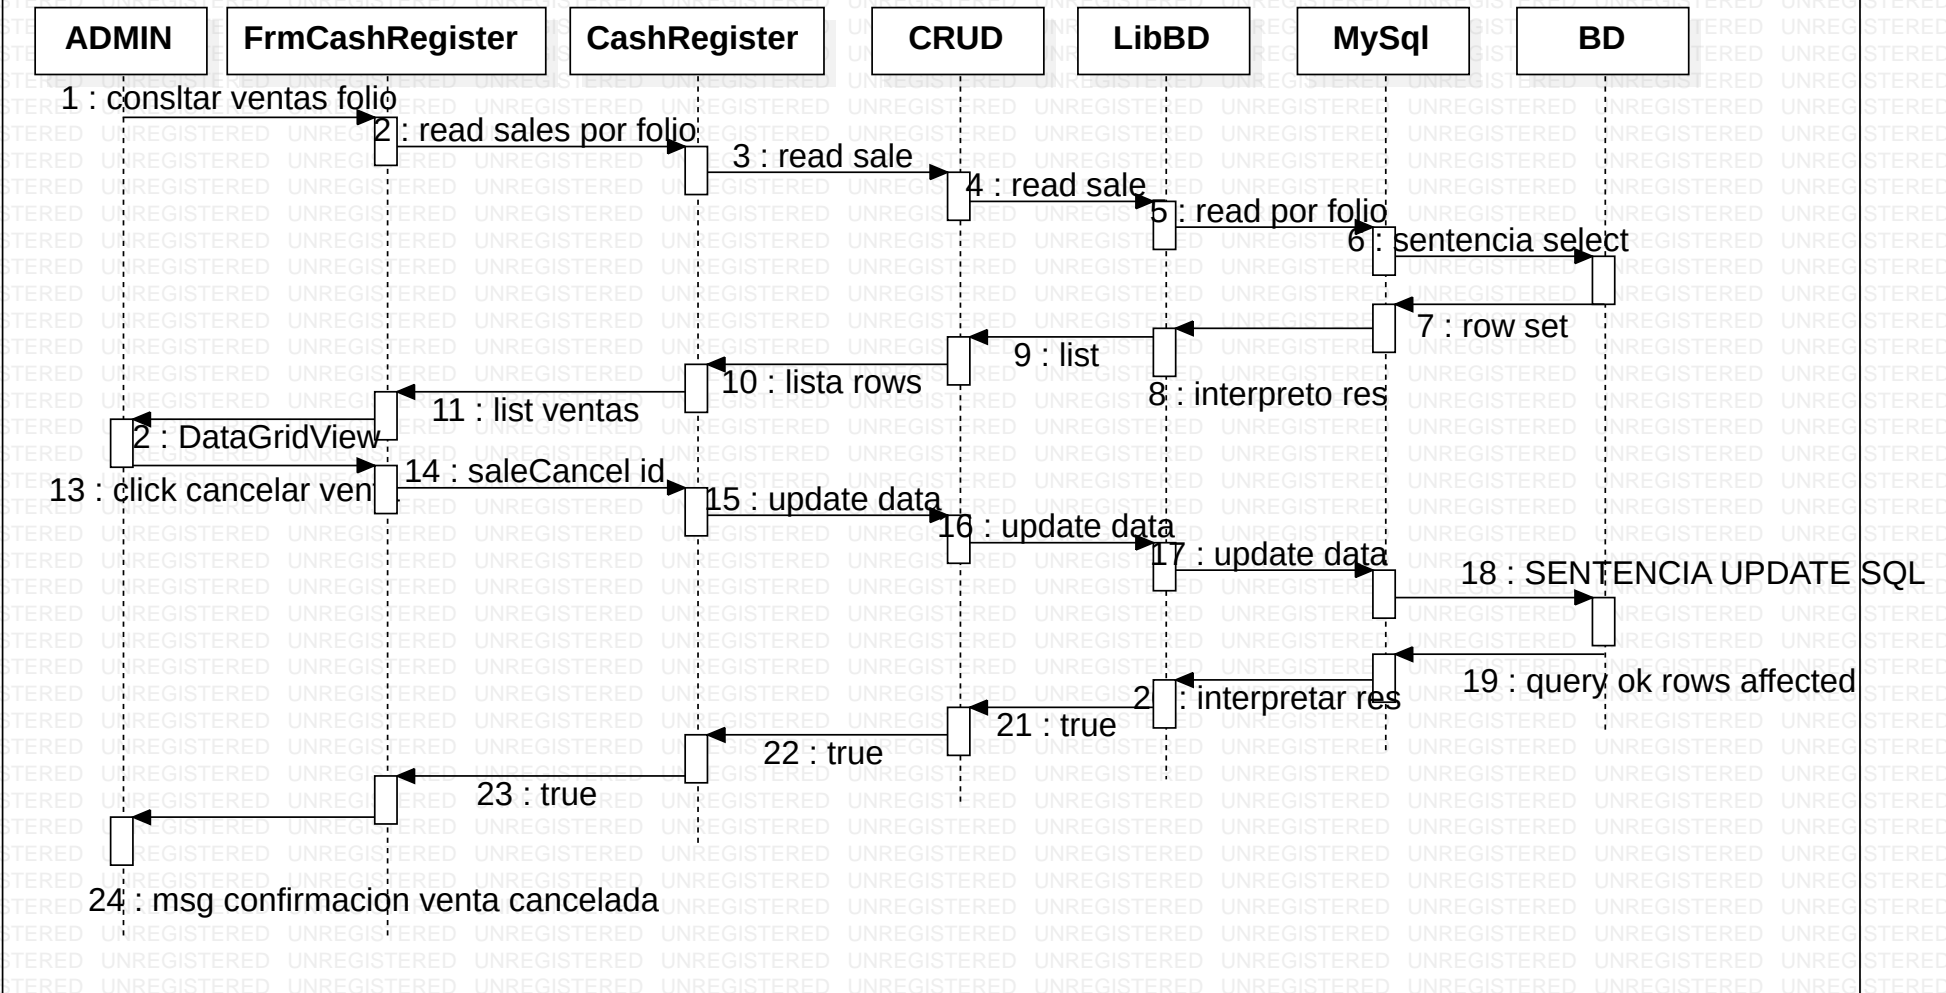 ADMIN
FrmCashRegister
CashRegister
CRUD
LibBD
MySql
BD
1 : consltar ventas folio
2 : read sales por folio
3 : read sale
4 : read sale
5 : read por folio
6 : sentencia select
7 : row set
8 : interpreto res
9 : list
10 : lista rows
11 : list ventas
2 : DataGridView
13 : click cancelar vent
14 : saleCancel id
15 : update data
16 : update data
17 : update data
18 : SENTENCIA UPDATE SQL
19 : query ok rows affected
2 : interpretar res
21 : true
22 : true
23 : true
24 : msg confirmacion venta cancelada
UNREGISTERED